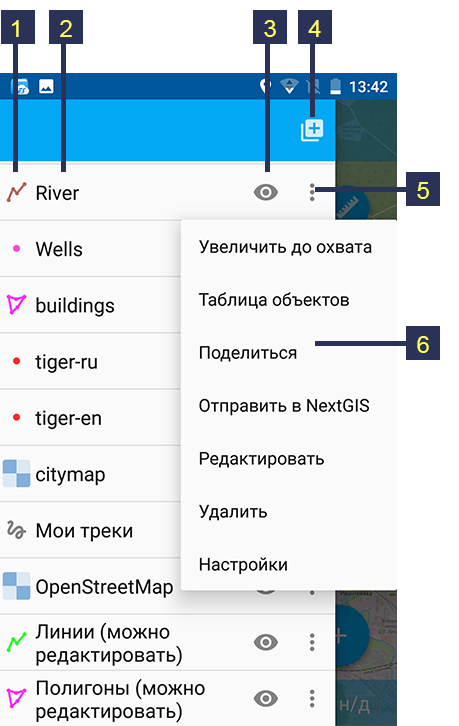 1 2 3 4
13:42
River
5
Увеличить до охвата
Wells
Таблица объектов
buildings
Поделиться
6
tiger-ru
Отправить в NextGIS
tiger-en
Редактировать
citymap
Удалить
Мои треки
Настройки
OpenStreetMap
Линии (можно
редактировать)
Полигоны (можно
редактировать)
н/д